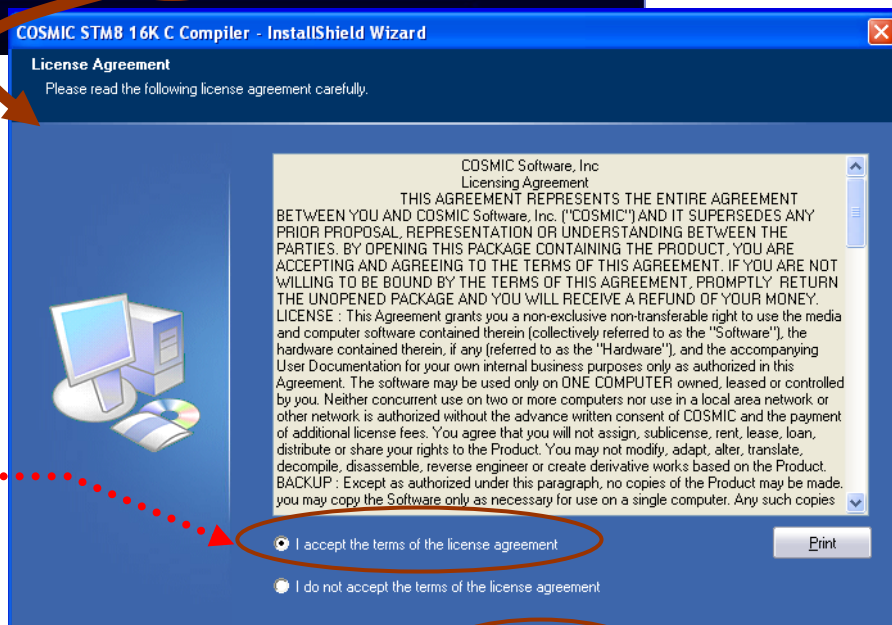 COSMIC STM8 16K C Compiler - InstallShield Wizard
License Agreement
Please read the following license agreement carefully.
COSMIC Software, Inc
Licensing Agreement
THIS AGREEMENT REPRESENTS THE ENTIRE AGREEMENT
BETWEEN YOU AND COSMIC Software, Inc. ("COSMIC") AND IT SUPERSEDES ANY
PRIOR PROPOSAL, REPRESENTATION OR UNDERSTANDING BETWEEN THE
PARTIES. BY OPENING THIS PACKAGE CONTAINING THE PRODUCT, YOU ARE
ACCEPTING AND AGREEING TO THE TERMS OF THIS AGREEMENT. IF YOU ARE NOT
WILLING TO BE BOUND BY THE TERMS OF THIS AGREEMENT, PROMPTLY RETURN
THE UNOPENED PACKAGE AND YOU WILL RECEIVE A REFUND OF YOUR MONEY.
LICENSE : This Agreement grants you a non-exclusive non-transferable right to use the media
and computer software contained therein (collectively referred to as the "Software"), the
hardware contained therein, if any (referred to as the "Hardware"), and the accompanying
User Documentation for your own internal business purposes only as authorized in this
Agreement. The software may be used only on ONE COMPUTER owned, leased or controlled
by you. Neither concurrent use on two or more computers nor use in a local area network or
other network is authorized without the advance written consent of COSMIC and the payment
of additional license fees. You agree that you will not assign, sublicense, rent, lease, loan,
distribute or share your rights to the Product. You may not modify, adapt, alter, translate,
decompile, disassemble, reverse engineer or create derivative works based on the Product.
BACKUP : Except as authorized under this paragraph, no copies of the Product may be made.
you may copy the Software only as necessary for use on a single computer. Any such copies
I accept the terms of the license agreement
Print
I do not accept the terms of the license agreement